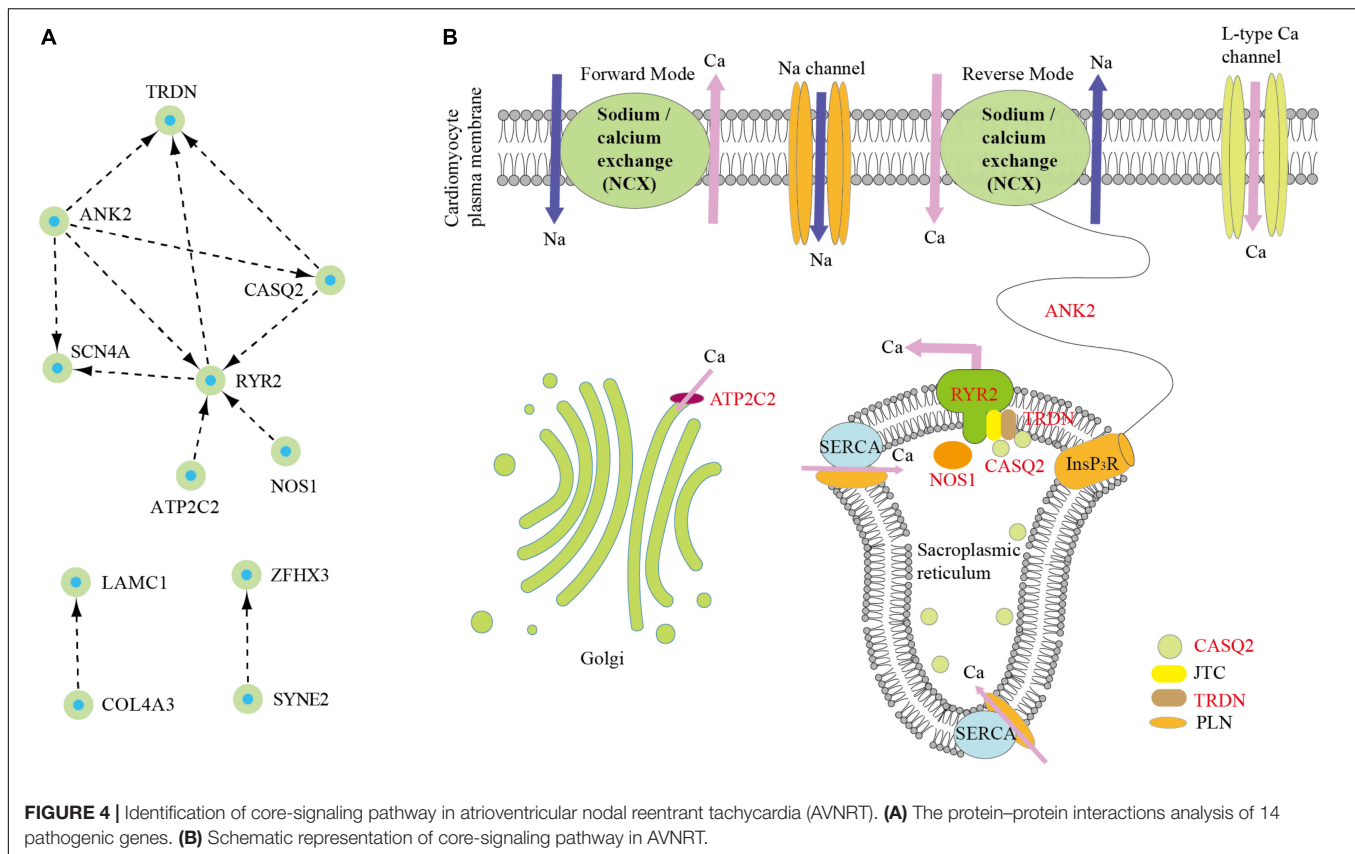 A
TRDN
ANK2
CASQ2
SCN4A
RYR2
NOS1
ATP2C2
LAMC1
ZFHX3
COL4A3
SYNE2
B
Cardiomyocyte
plasma membrane
Forward Mode
Ca
Sodium /
calcium
exchange
(NCX)
Na
Na channel
Na
Reverse Mode
Na
Sodium /
calcium
exchange
(NCX)
Ca
L-type Ca
channel
Ca
ANK2
Ca
ATP2C2
Golgi
Ca
RYR2
TRDN
SERCA
Ca
NOS1
CASQ2
InsP3R
Sacroplasmic
reticulum
Ca
SERCA
CASQ2
JTC
TRDN
PLN
FIGURE 4 | Identification of core-signaling pathway in atrioventricular nodal reentrant tachycardia (AVNRT). (A) The protein–protein interactions analysis of 14
pathogenic genes. (B) Schematic representation of core-signaling pathway in AVNRT.